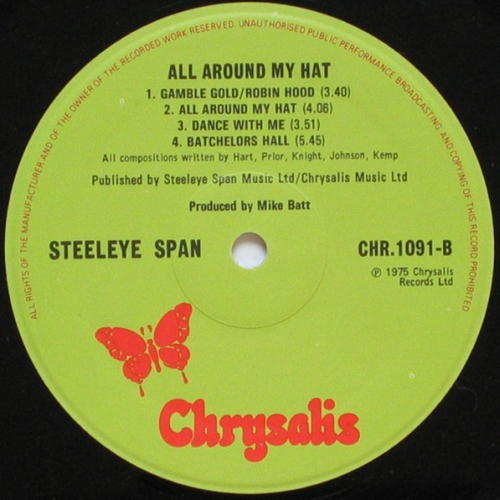 ALL RIGHTS OF THE MANUFACTURER AND OF THE OWNER OF THE RECORDED WORK RESERVED. UNAUTHORISED PUBLIC PERFORMANCE BROADCASTING AND COPYING OF THIS RECORD PROHIBITED
ALL AROUND MY HAT
1. GAMBLE GOLD/ROBIN HOOD (3.40)
2. ALL AROUND MY HAT (4.06)
3. DANCE WITH ME (3.51)
4. BATCHELORS HALL (5.45)
All compositions written by Hart, Prior, Knight, Johnson, Kemp
Published by Steeleye Span Music Ltd/Chrysalis Music Ltd
Produced by Mike Batt
STEELEYE SPAN
CHR.1091-B
℗ 1975 Chrysalis
Records Ltd
Chrysalis